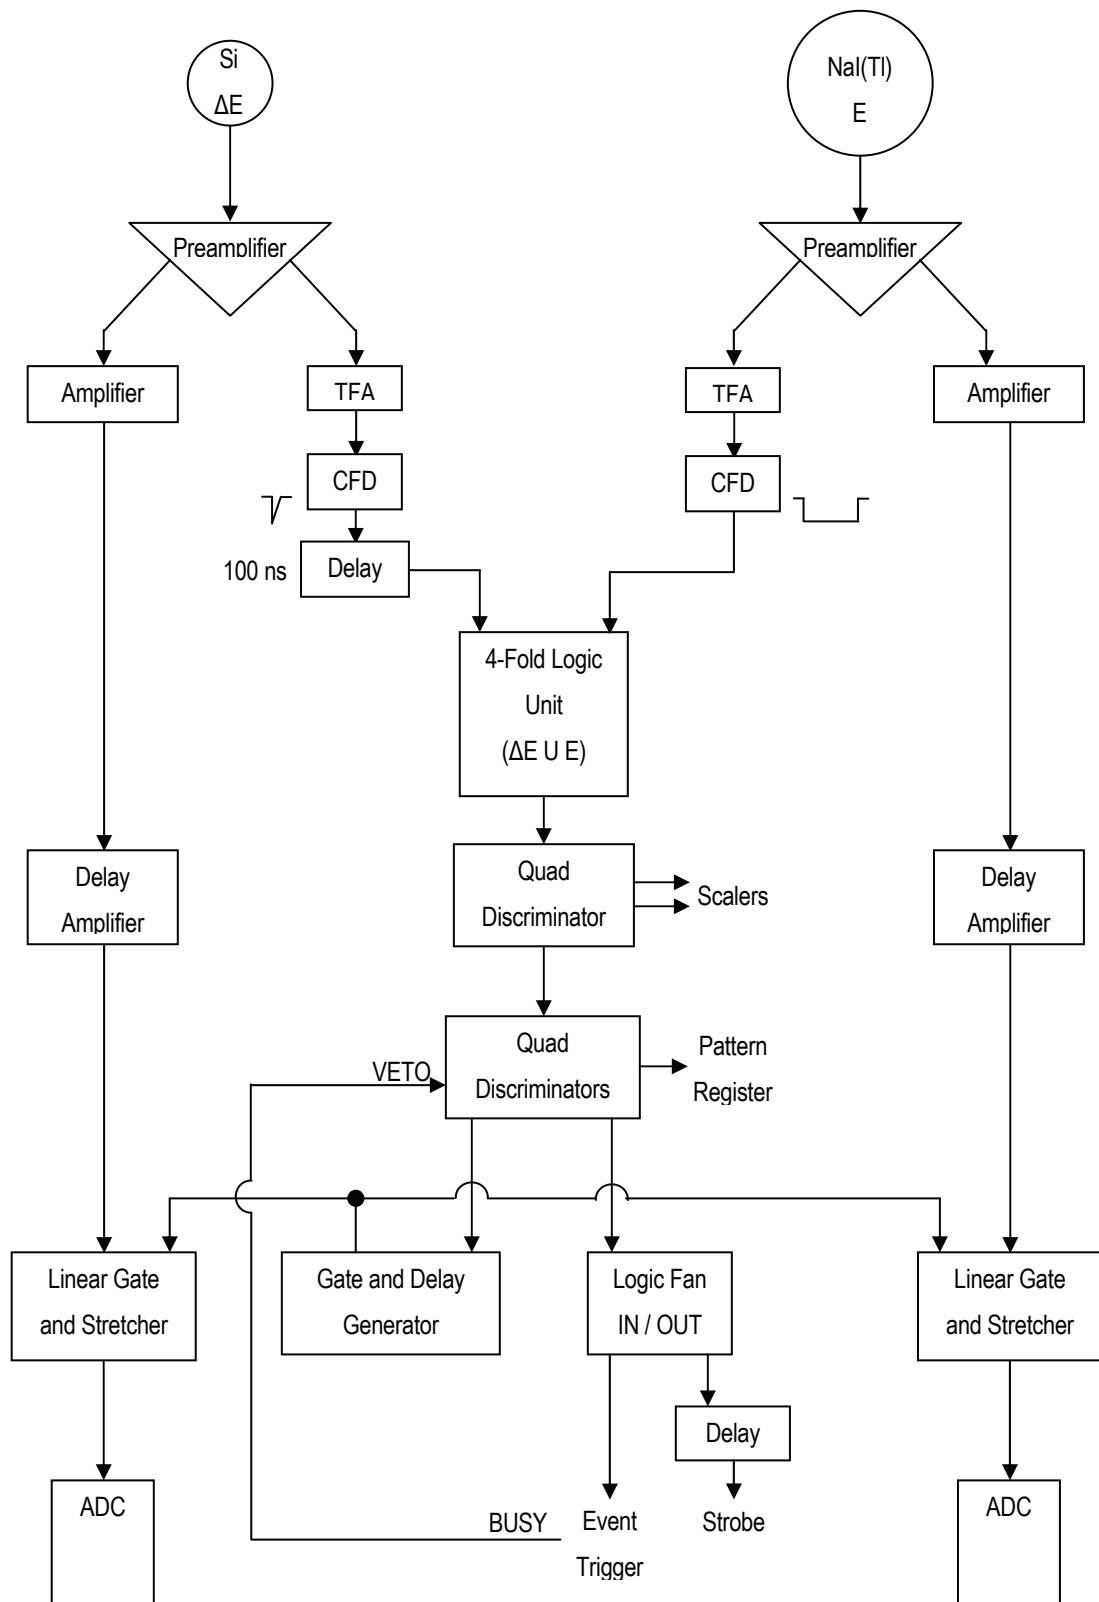 Si
ΔE
NaI(Tl)
E
Preamplifier
Preamplifier
Amplifier
TFA
TFA
Amplifier
CFD
CFD
100 ns
Delay
4-Fold Logic
Unit
(ΔE U E)
Delay
Amplifier
Quad
Discriminator
Scalers
Delay
Amplifier
VETO
Quad
Discriminators
Pattern
Register
Linear Gate
and Stretcher
Gate and Delay
Generator
Logic Fan
IN / OUT
Linear Gate
and Stretcher
Delay
ADC
BUSY
Event
Trigger
Strobe
ADC